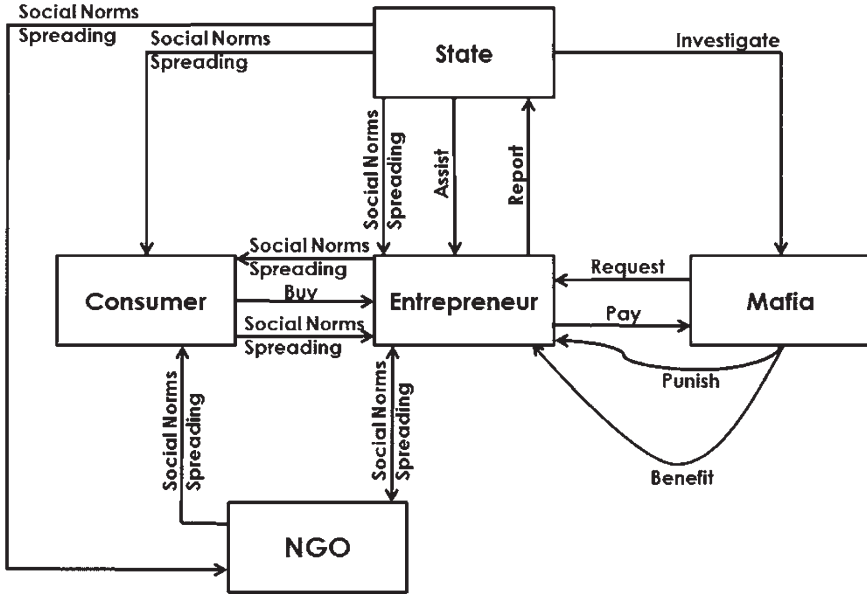 Social Norms
Spreading
Social Norms
Spreading
State
Investigate
Social Norms
Spreading
Assist
Report
Social Norms
Spreading
Buy
Social Norms
Spreading
Consumer
Entrepreneur
Request
Pay
Mafia
Punish
Benefit
Social Norms
Spreading
Social Norms
Spreading
NGO